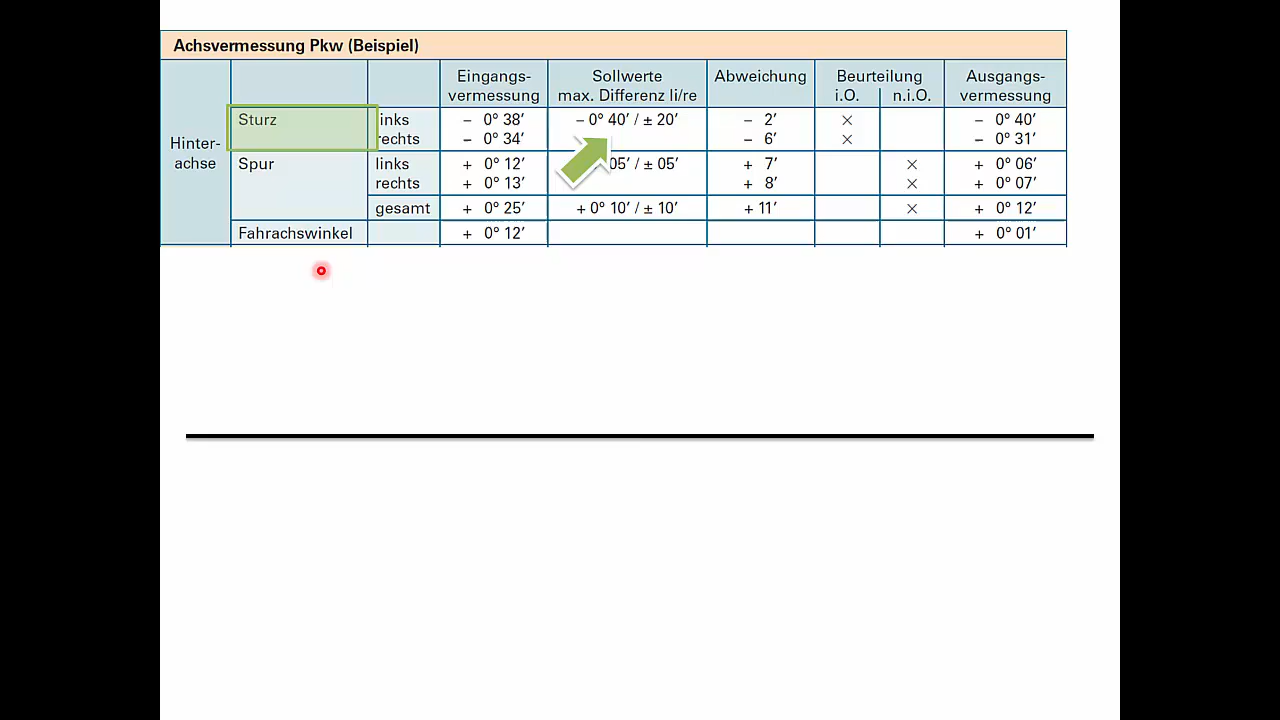 Achsvermessung Pkw (Beispiel)
Eingangs- Sollwerte Abweichung Beurteilung Ausgangs-
vermessung max. Differenz li/re i.O. n.i.O. vermessung
Sturz links – 0° 38′ – 0° 40′ / ± 20′ – 2′ × – 0° 40′
rechts – 0° 34′ – 6′ × – 0° 31′
Hinter-
achse
Spur links + 0° 12′ 05′ / ± 05′ + 7′ × + 0° 06′
rechts + 0° 13′ + 8′ × + 0° 07′
gesamt + 0° 25′ + 0° 10′ / ± 10′ + 11′ × + 0° 12′
Fahrachswinkel + 0° 12′ + 0° 01′